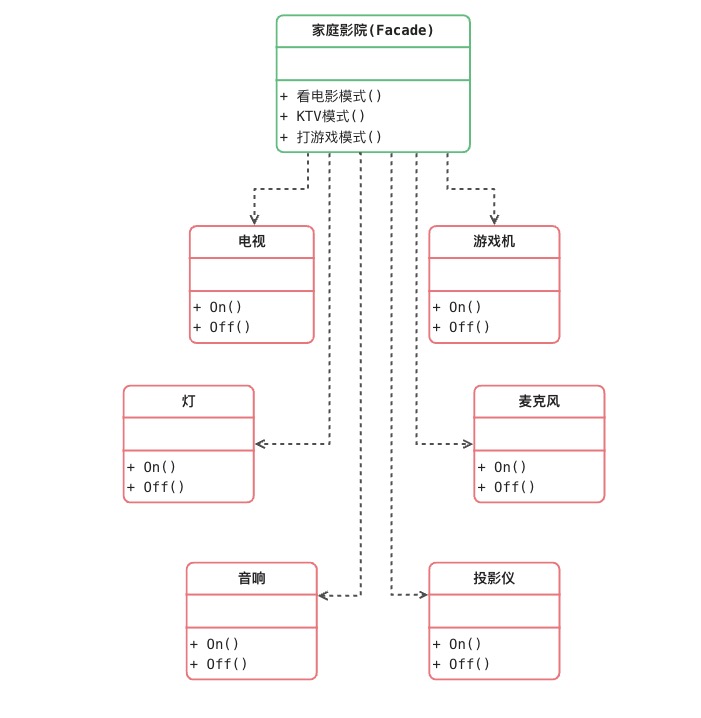 家庭影院(Facade)
+ 看电影模式()
+ KTV模式()
+ 打游戏模式()
电视
+ On()
+ Off()
游戏机
+ On()
+ Off()
灯
+ On()
+ Off()
麦克风
+ On()
+ Off()
音响
+ On()
+ Off()
投影仪
+ On()
+ Off()